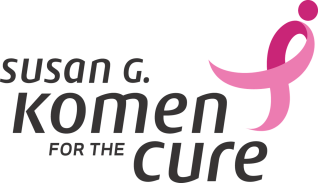 susan G.
komen
FOR THE
cure